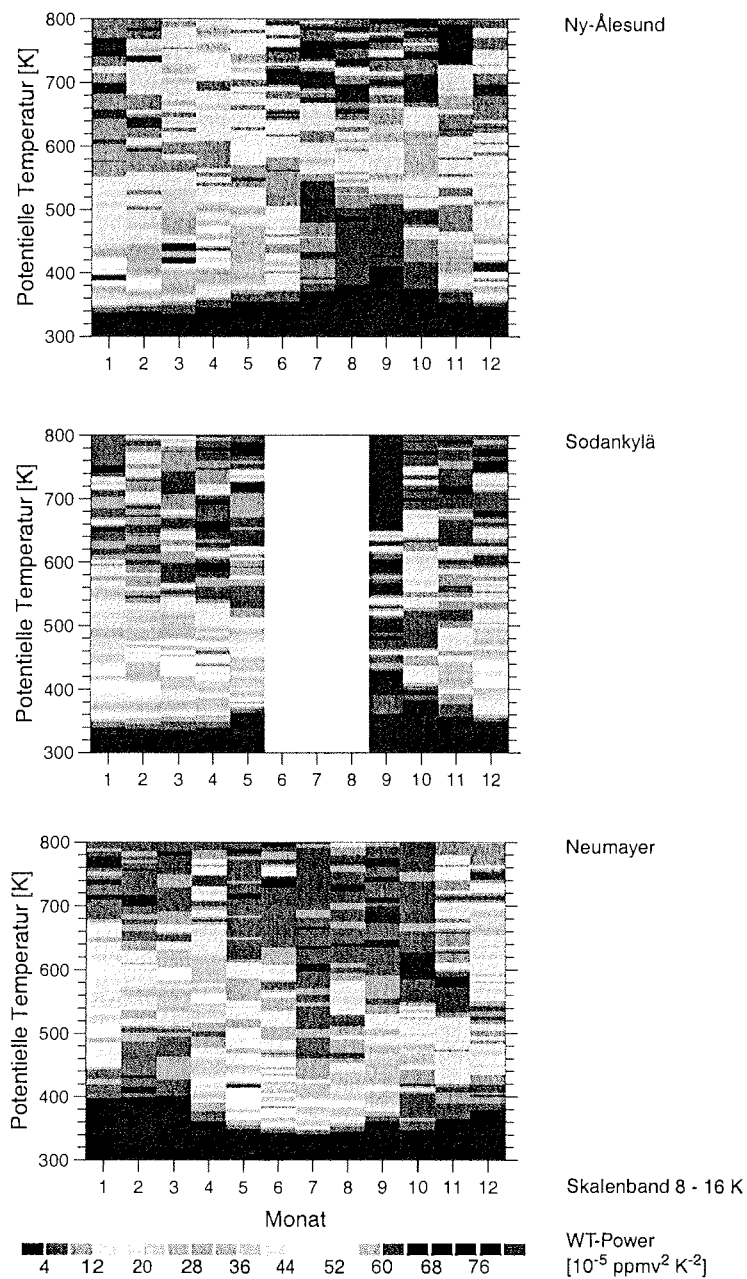 Ny-Ålesund
800
700
600
500
400
300
Potentielle Temperatur [K]
1 2 3 4 5 6 7 8 9 10 11 12
Sodankylä
800
700
600
500
400
300
Potentielle Temperatur [K]
1 2 3 4 5 6 7 8 9 10 11 12
Neumayer
800
700
600
500
400
300
Potentielle Temperatur [K]
1 2 3 4 5 6 7 8 9 10 11 12
Monat
Skalenband 8 - 16 K
4 12 20 28 36 44 52 60 68 76
WT-Power
[10⁻⁵ ppmv² K⁻²]